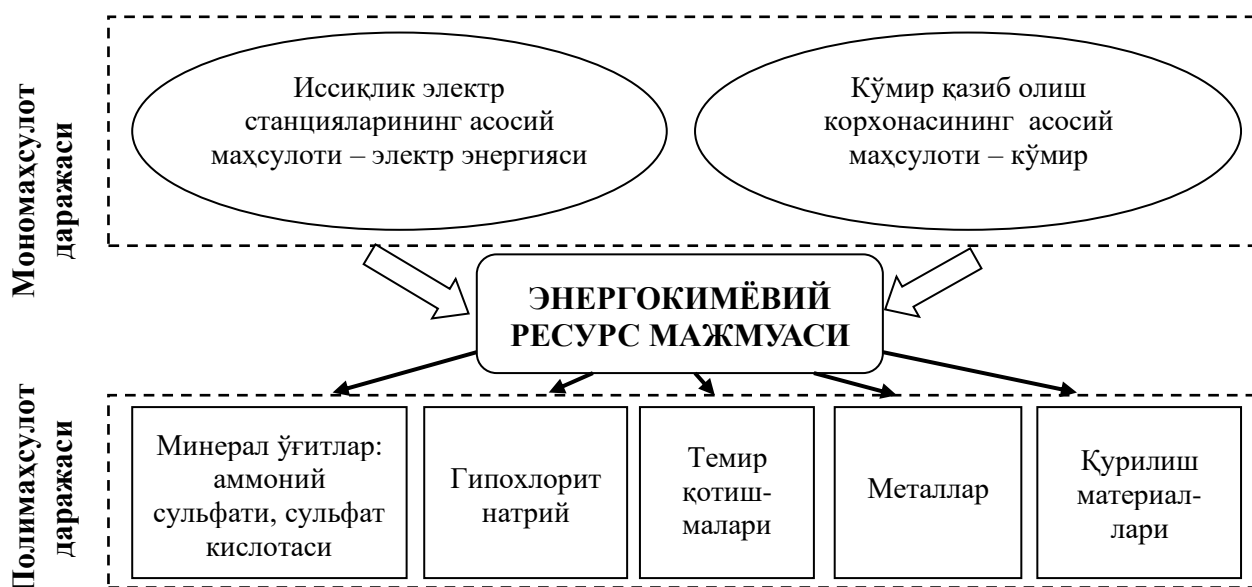 Мономаҳсулот
даражаси
Иссиқлик электр
станцияларининг асосий
маҳсулоти – электр энергияси
Кўмир қазиб олиш
корхонасининг асосий
маҳсулоти – кўмир
ЭНЕРГОКИМЁВИЙ
РЕСУРС МАЖМУАСИ
Полимаҳсулот
даражаси
Минерал ўғитлар:
аммоний
сульфати, сульфат
кислотаси
Гипохлорит
натрий
Темир
қотиш-
малари
Металлар
Қурилиш
материал-
лари